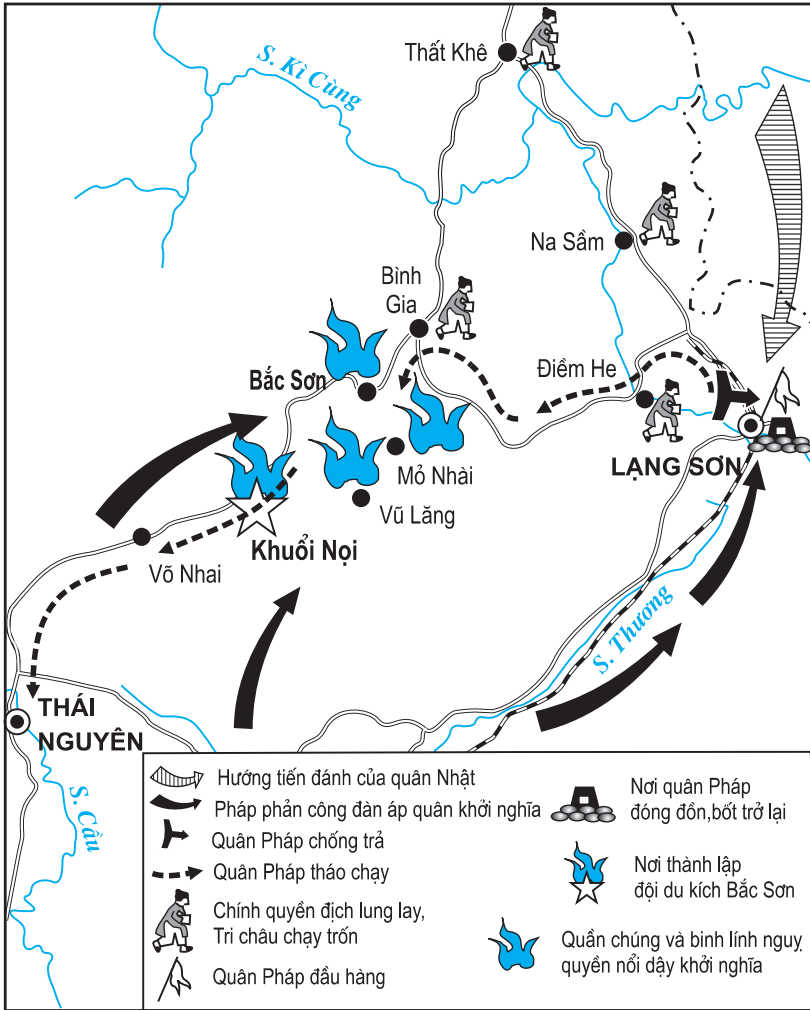 Thất Khê
S. Kì Cùng
Na Sầm
Bình
Gia
Điềm He
Bắc Sơn
LẠNG SƠN
Mỏ Nhài
Vũ Lăng
Khuổi Nọi
Võ Nhai
S. Thương
THÁI
NGUYÊN
S. Cầu
Hướng tiến đánh của quân Nhật
Pháp phản công đàn áp quân khởi nghĩa
Quân Pháp chống trả
Quân Pháp tháo chạy
Chính quyền địch lung lay,
Tri châu chạy trốn
Quân Pháp đầu hàng
Nơi quân Pháp
đóng đồn,bốt trở lại
Nơi thành lập
đội du kích Bắc Sơn
Quần chúng và binh lính nguỵ
quyền nổi dậy khởi nghĩa